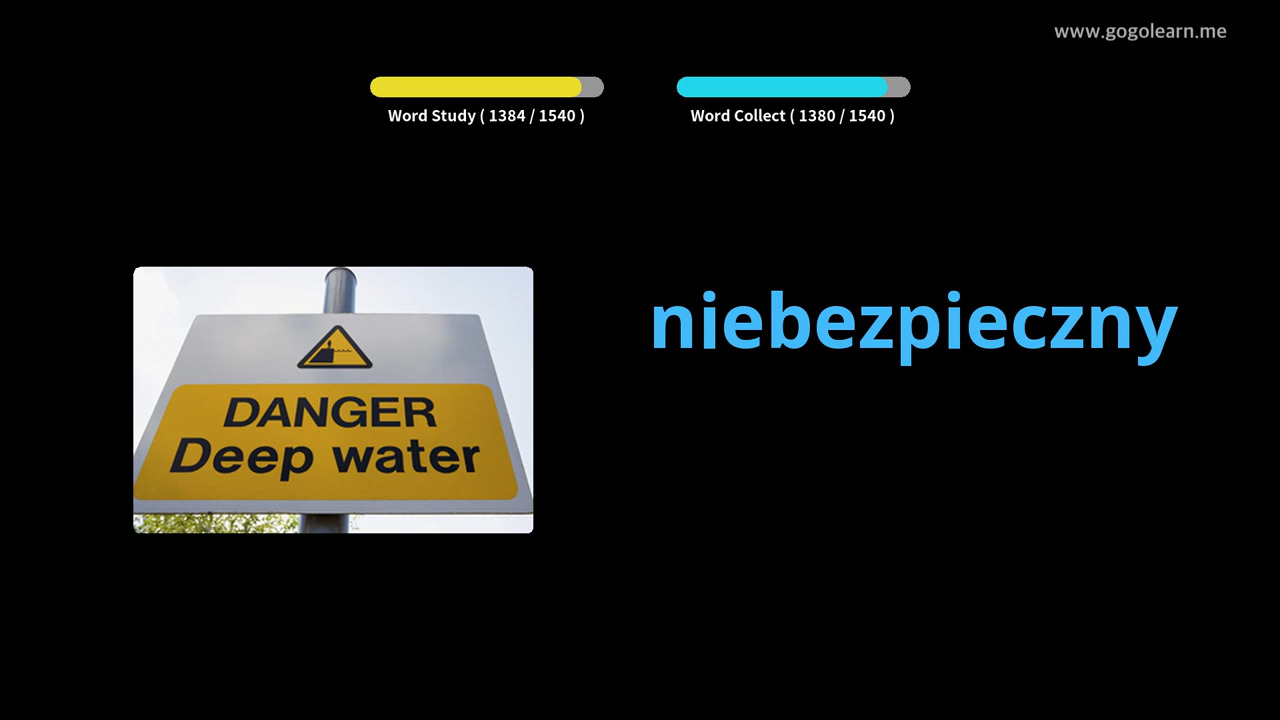 www.gogolearn.me
Word Study ( 1384 / 1540 )
Word Collect ( 1380 / 1540 )
niebezpieczny
DANGER
Deep water